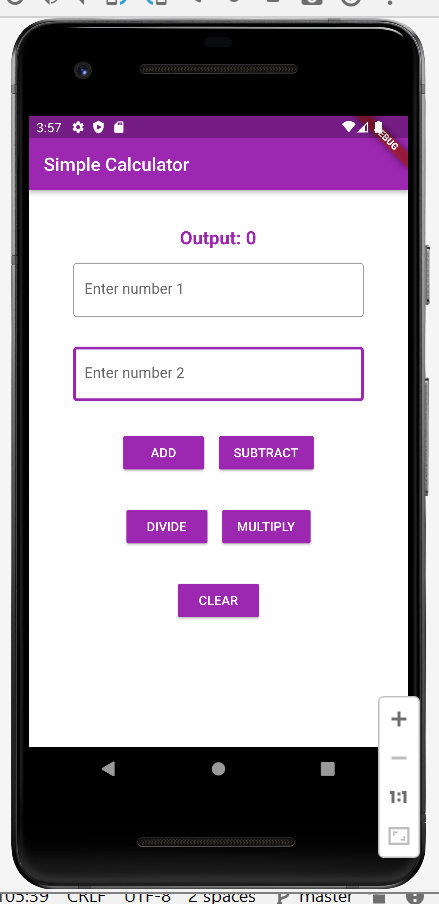 3:57
DEBUG
Simple Calculator
Output: 0
Enter number 1
Enter number 2
ADD SUBTRACT
DIVIDE MULTIPLY
CLEAR
1:1
105:39 CRLF UTF-8 2 spaces master